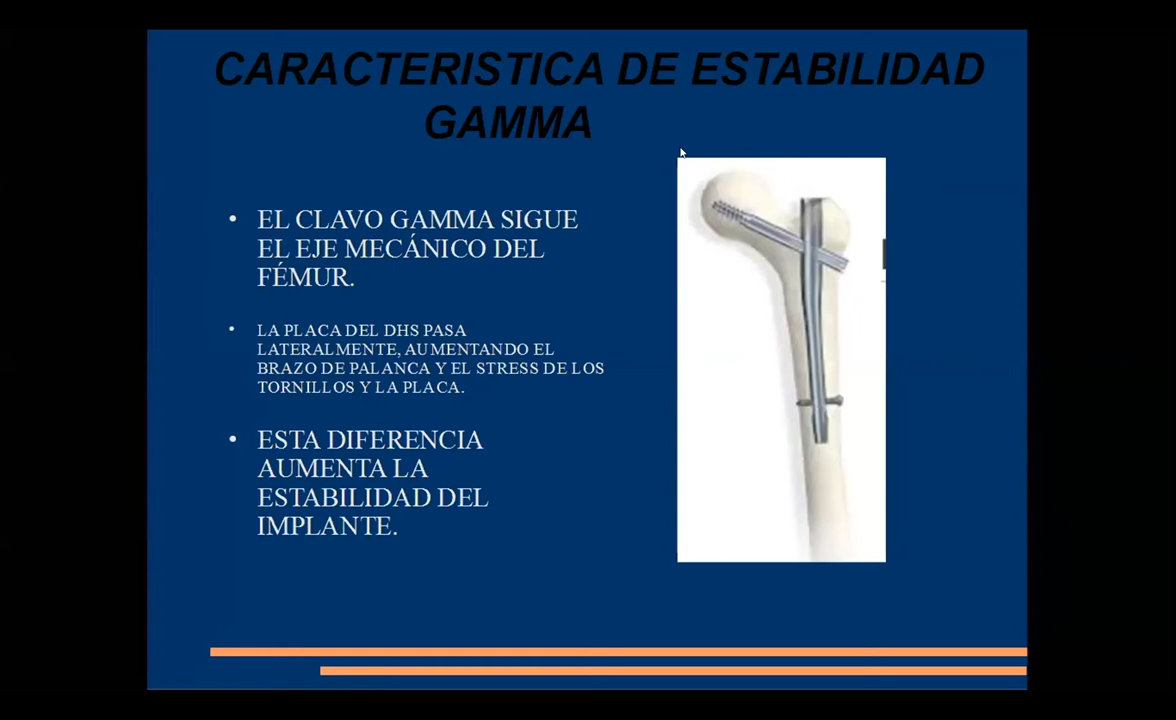 CARACTERISTICA DE ESTABILIDAD
GAMMA
• EL CLAVO GAMMA SIGUE
EL EJE MECÁNICO DEL
FÉMUR.
• LA PLACA DEL DHS PASA
LATERALMENTE, AUMENTANDO EL
BRAZO DE PALANCA Y EL STRESS DE LOS
TORNILLOS Y LA PLACA.
• ESTA DIFERENCIA
AUMENTA LA
ESTABILIDAD DEL
IMPLANTE.